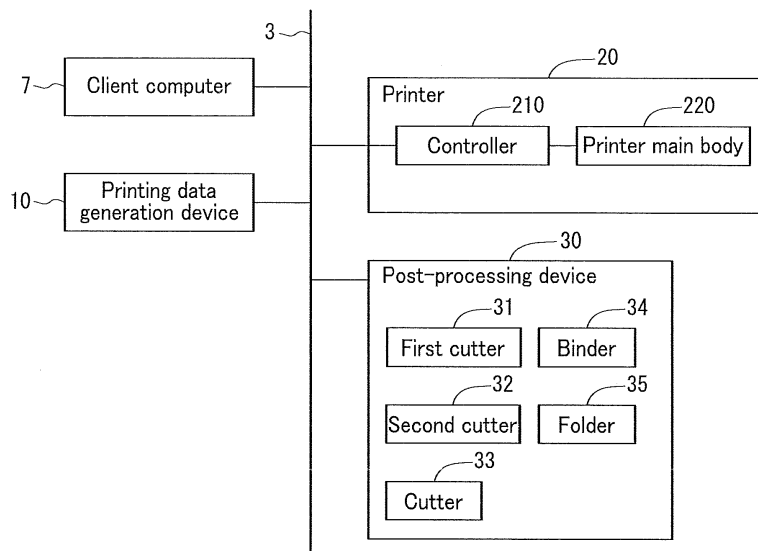 3
7
Client computer
10
Printing data
generation device
20
Printer
210
Controller
220
Printer main body
30
Post-processing device
31
First cutter
34
Binder
32
Second cutter
35
Folder
33
Cutter